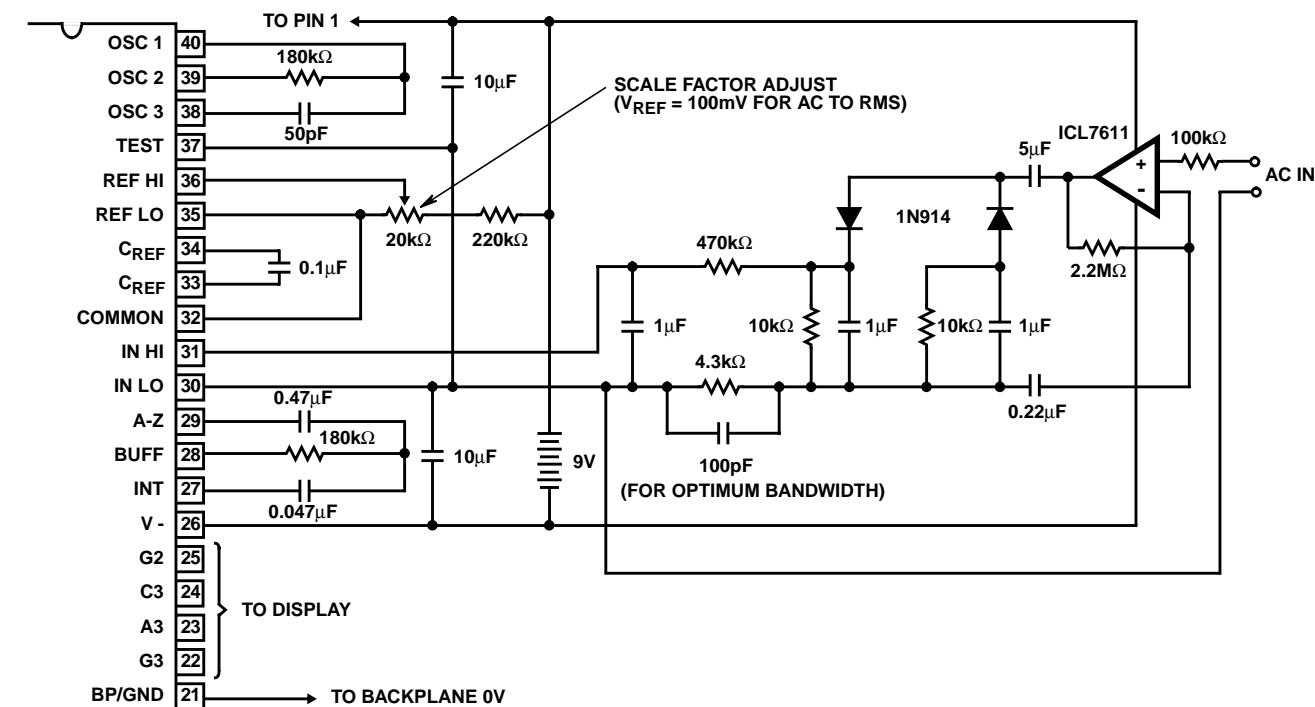 TO PIN 1
OSC 1 40
180kΩ
OSC 2 39
10µF
OSC 3 38
50pF
TEST 37
REF HI 36
REF LO 35
20kΩ
220kΩ
CREF 34
0.1µF
CREF 33
COMMON 32
IN HI 31
IN LO 30
0.47µF
A-Z 29
180kΩ
BUFF 28
10µF
INT 27
0.047µF
V - 26
9V
G2 25
C3 24
TO DISPLAY
A3 23
G3 22
BP/GND 21
TO BACKPLANE 0V
SCALE FACTOR ADJUST
(VREF = 100mV FOR AC TO RMS)
ICL7611
100kΩ
5µF
+
-
AC IN
1N914
470kΩ
2.2MΩ
1µF
10kΩ
1µF
10kΩ
1µF
4.3kΩ
0.22µF
100pF
(FOR OPTIMUM BANDWIDTH)